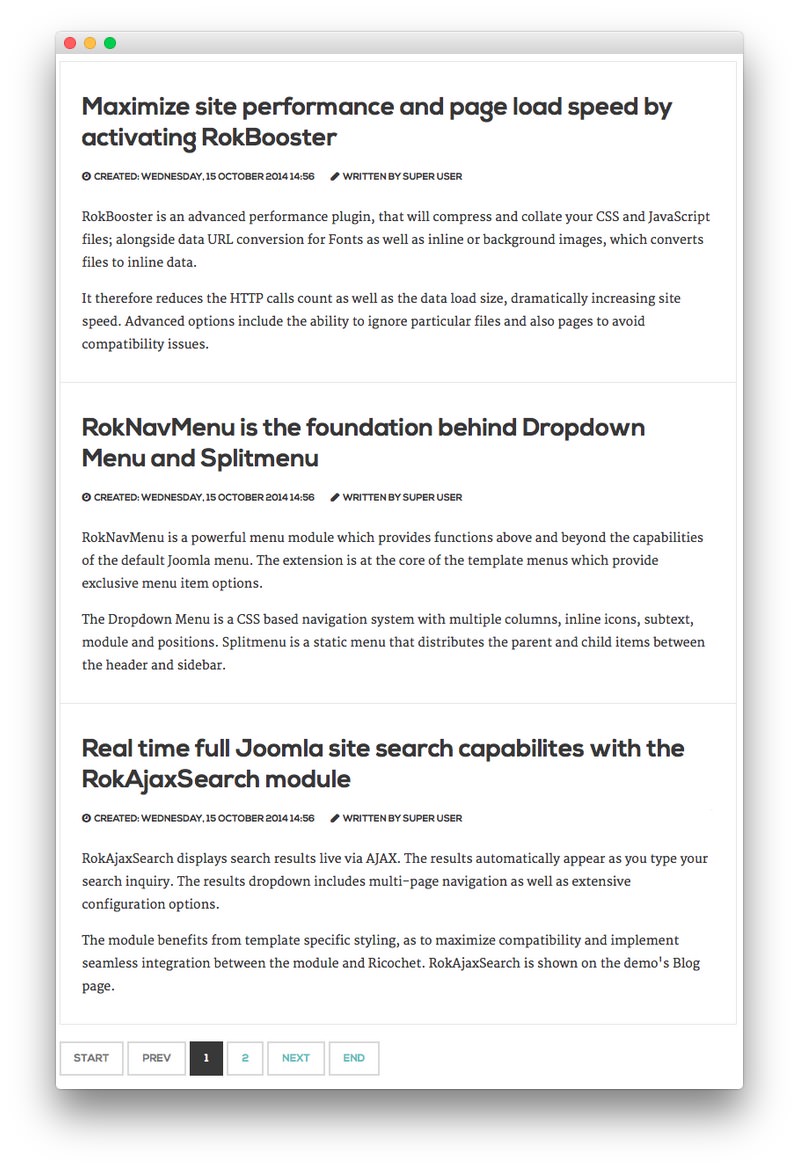 Maximize site performance and page load speed by
activating RokBooster
CREATED: WEDNESDAY, 15 OCTOBER 2014 14:56 WRITTEN BY SUPER USER
RokBooster is an advanced performance plugin, that will compress and collate your CSS and JavaScript
files; alongside data URL conversion for Fonts as well as inline or background images, which converts
files to inline data.
It therefore reduces the HTTP calls count as well as the data load size, dramatically increasing site
speed. Advanced options include the ability to ignore particular files and also pages to avoid
compatibility issues.
RokNavMenu is the foundation behind Dropdown
Menu and Splitmenu
CREATED: WEDNESDAY, 15 OCTOBER 2014 14:56 WRITTEN BY SUPER USER
RokNavMenu is a powerful menu module which provides functions above and beyond the capabilities
of the default Joomla menu. The extension is at the core of the template menus which provide
exclusive menu item options.
The Dropdown Menu is a CSS based navigation system with multiple columns, inline icons, subtext,
module and positions. Splitmenu is a static menu that distributes the parent and child items between
the header and sidebar.
Real time full Joomla site search capabilites with the
RokAjaxSearch module
CREATED: WEDNESDAY, 15 OCTOBER 2014 14:56 WRITTEN BY SUPER USER
RokAjaxSearch displays search results live via AJAX. The results automatically appear as you type your
search inquiry. The results dropdown includes multi-page navigation as well as extensive
configuration options.
The module benefits from template specific styling, as to maximize compatibility and implement
seamless integration between the module and Ricochet. RokAjaxSearch is shown on the demo's Blog
page.
START PREV 1 2 NEXT END